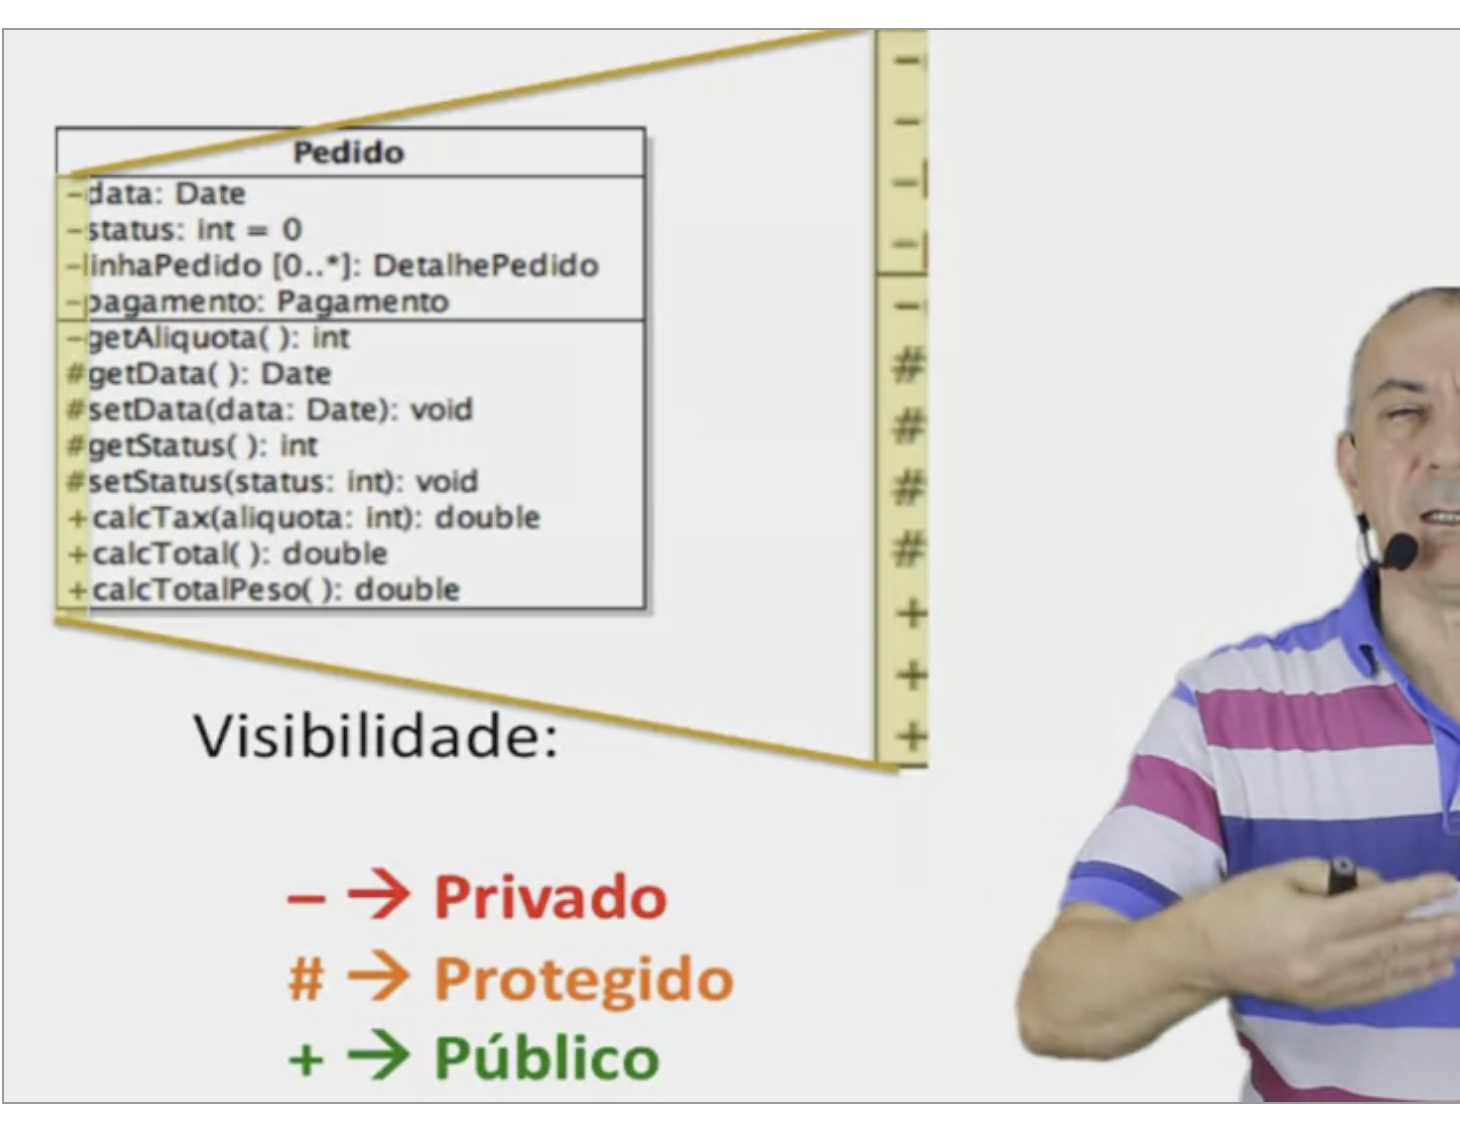 Pedido
-data: Date
-status: int = 0
-linhaPedido [0..*]: DetalhePedido
-pagamento: Pagamento
-getAliquota( ): int
#getData( ): Date
#setData(data: Date): void
#getStatus( ): int
#setStatus(status: int): void
+calcTax(aliquota: int): double
+calcTotal( ): double
+calcTotalPeso( ): double
-
-
-
-
-
#
#
#
#
+
+
+
Visibilidade:
– → Privado
# → Protegido
+ → Público